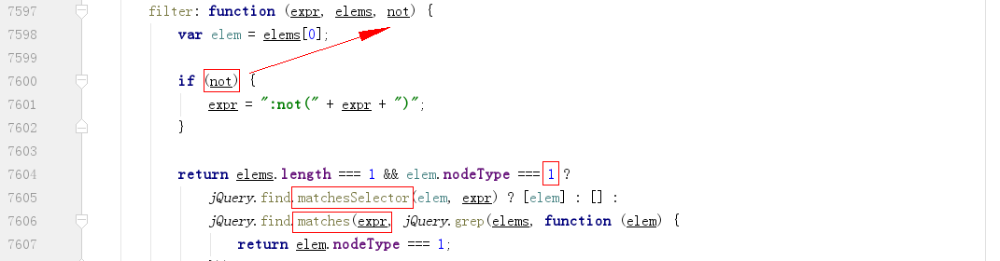 7597 filter: function (expr, elems, not) {
7598 var elem = elems[0];
7599
7600 if (not) {
7601 expr = ":not(" + expr + ")";
7602 }
7603
7604 return elems.length === 1 && elem.nodeType === 1 ?
7605 jQuery.find.matchesSelector(elem, expr) ? [elem] : [] :
7606 jQuery.find.matches(expr, jQuery.grep(elems, function (elem) {
7607 return elem.nodeType === 1;